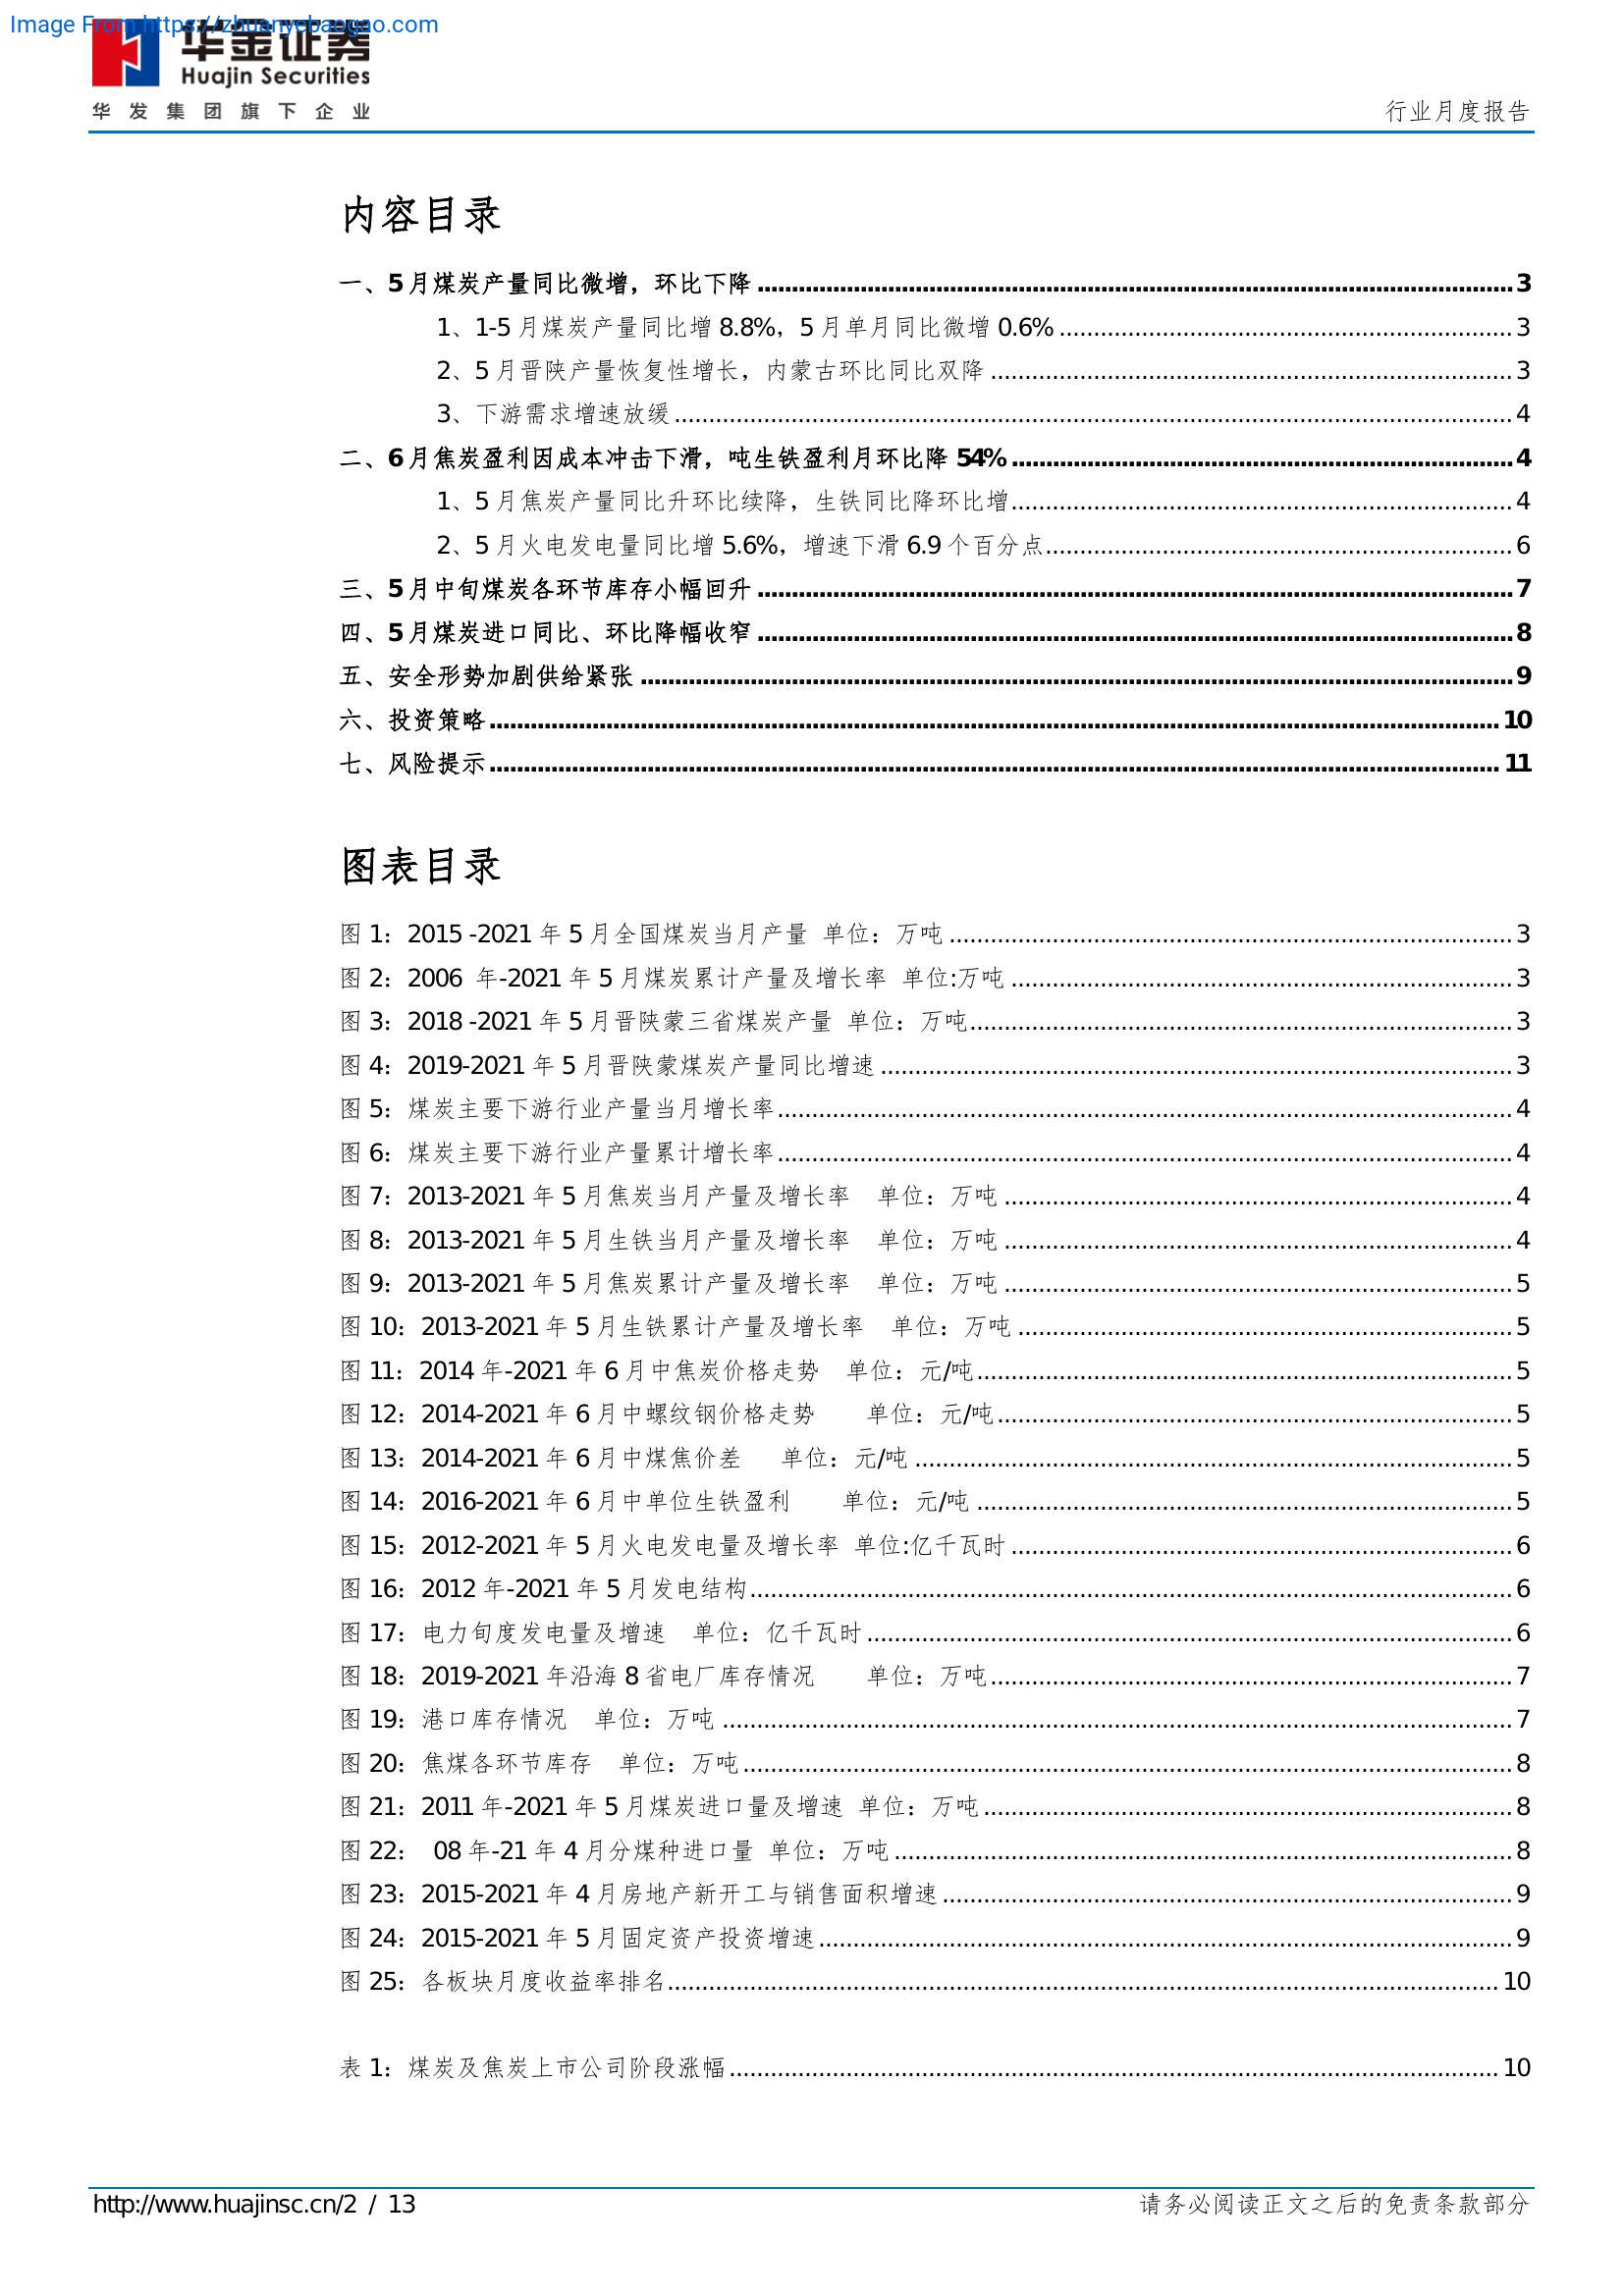 Image From https://zhuanyebaogao.com
华金证券
Huajin Securities
华发集团旗下企业
行业月度报告
内容目录
一、5 月煤炭产量同比微增，环比下降 3
1、1-5 月煤炭产量同比增 8.8%，5 月单月同比微增 0.6% 3
2、5 月晋陕产量恢复性增长，内蒙古环比同比双降 3
3、下游需求增速放缓 4
二、6 月焦炭盈利因成本冲击下滑，吨生铁盈利月环比降 54% 4
1、5 月焦炭产量同比升环比续降，生铁同比降环比增 4
2、5 月火电发电量同比增 5.6%，增速下滑 6.9 个百分点 6
三、5 月中旬煤炭各环节库存小幅回升 7
四、5 月煤炭进口同比、环比降幅收窄 8
五、安全形势加剧供给紧张 9
六、投资策略 10
七、风险提示 11
图表目录
图 1：2015 -2021 年 5 月全国煤炭当月产量 单位：万吨 3
图 2：2006 年-2021 年 5 月煤炭累计产量及增长率 单位:万吨 3
图 3：2018 -2021 年 5 月晋陕蒙三省煤炭产量 单位：万吨 3
图 4：2019-2021 年 5 月晋陕蒙煤炭产量同比增速 3
图 5：煤炭主要下游行业产量当月增长率 4
图 6：煤炭主要下游行业产量累计增长率 4
图 7：2013-2021 年 5 月焦炭当月产量及增长率 单位：万吨 4
图 8：2013-2021 年 5 月生铁当月产量及增长率 单位：万吨 4
图 9：2013-2021 年 5 月焦炭累计产量及增长率 单位：万吨 5
图 10：2013-2021 年 5 月生铁累计产量及增长率 单位：万吨 5
图 11：2014 年-2021 年 6 月中焦炭价格走势 单位：元/吨 5
图 12：2014-2021 年 6 月中螺纹钢价格走势 单位：元/吨 5
图 13：2014-2021 年 6 月中煤焦价差 单位：元/吨 5
图 14：2016-2021 年 6 月中单位生铁盈利 单位：元/吨 5
图 15：2012-2021 年 5 月火电发电量及增长率 单位:亿千瓦时 6
图 16：2012 年-2021 年 5 月发电结构 6
图 17：电力旬度发电量及增速 单位：亿千瓦时 6
图 18：2019-2021 年沿海 8 省电厂库存情况 单位：万吨 7
图 19：港口库存情况 单位：万吨 7
图 20：焦煤各环节库存 单位：万吨 8
图 21：2011 年-2021 年 5 月煤炭进口量及增速 单位：万吨 8
图 22： 08 年-21 年 4 月分煤种进口量 单位：万吨 8
图 23：2015-2021 年 4 月房地产新开工与销售面积增速 9
图 24：2015-2021 年 5 月固定资产投资增速 9
图 25：各板块月度收益率排名 10
表 1：煤炭及焦炭上市公司阶段涨幅 10
http://www.huajinsc.cn/2 / 13
请务必阅读正文之后的免责条款部分